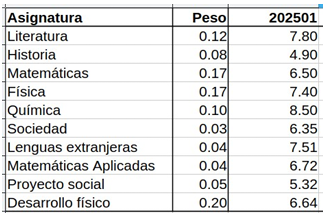 Asignatura Peso 202501
Literatura 0.12 7.80
Historia 0.08 4.90
Matemáticas 0.17 6.50
Física 0.17 7.40
Química 0.10 8.50
Sociedad 0.03 6.35
Lenguas extranjeras 0.04 7.51
Matemáticas Aplicadas 0.04 6.72
Proyecto social 0.05 5.32
Desarrollo físico 0.20 6.64